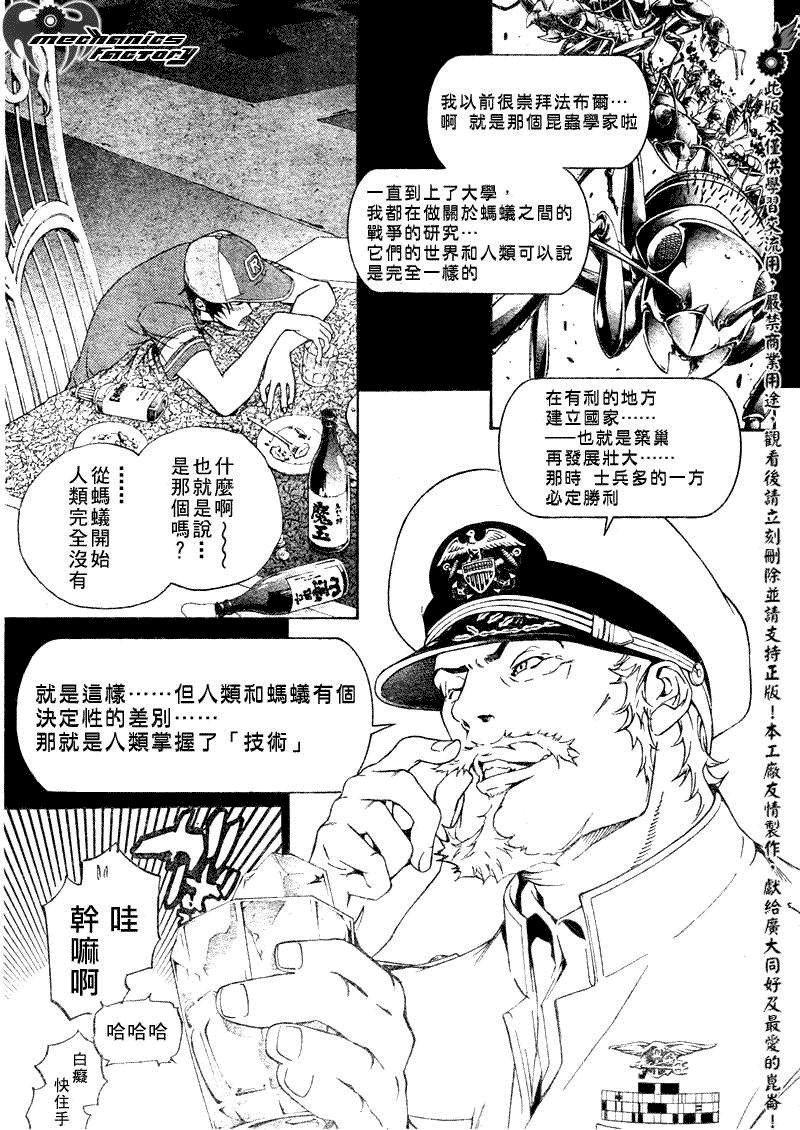 mechanics
factory
我以前很崇拜法布爾…
啊 就是那個昆蟲學家啦
一直到上了大學，
我都在做關於螞蟻之間的
戰爭的研究…
它們的世界和人類可以說
是完全一樣的
在有利的地方
建立國家……
——也就是築巢
再發展壯大……
那時 士兵多的一方
必定勝利
什麼啊～
也就是說…
是那個嗎？
……
從螞蟻開始
人類完全沒有
魔王
就是這樣……但人類和螞蟻有個
決定性的差別……
那就是人類掌握了「技術」
哇
幹嘛啊
哈哈哈
白癡
快住手
此版本僅供學習交流用，嚴禁商業用途！觀看後請立刻刪除並請支持正版！本工廠友情製作，獻給廣大同好及最愛的崑崙！